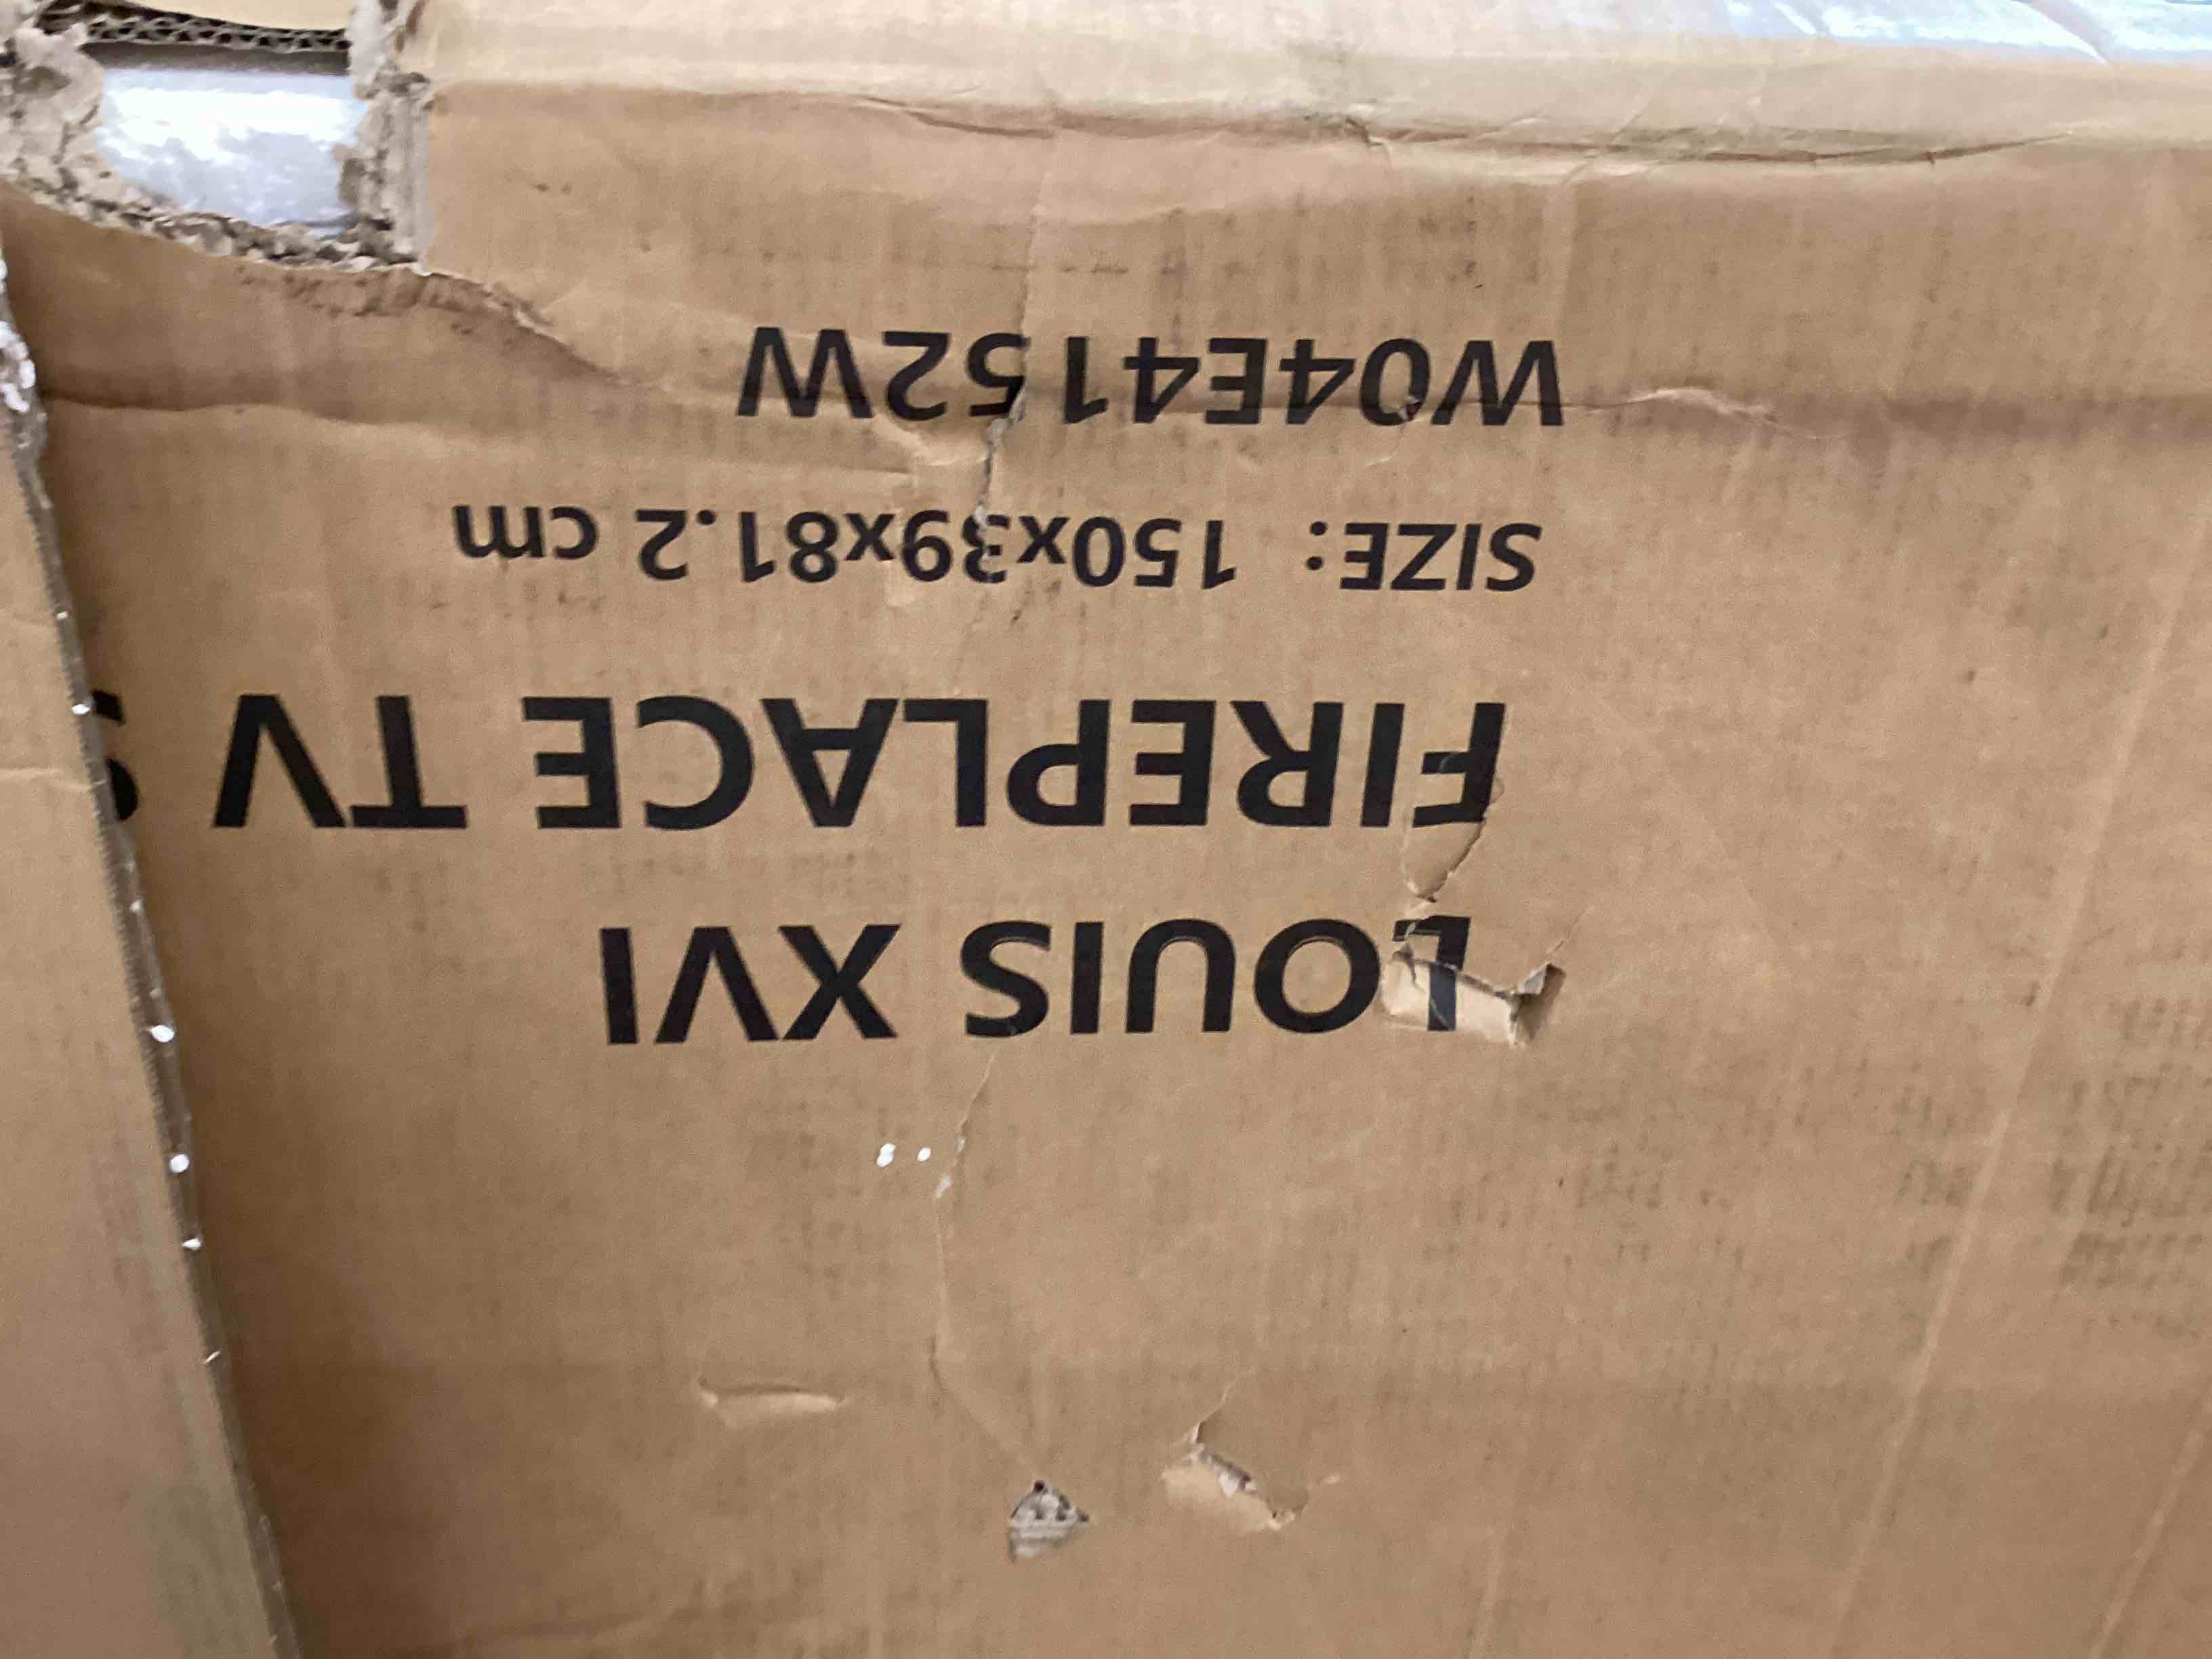 LOUIS XVI
FIREPLACE TV S
SIZE: 150x39x81.2 cm
W04E4152W